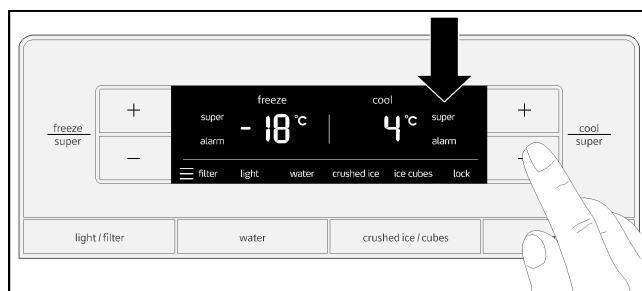 freeze
cool
super
super
- 18 °C
4 °C
alarm
alarm
filter
light
water
crushed ice
ice cubes
lock
+
−
+
−
freeze
super
cool
super
light / filter
water
crushed ice / cubes